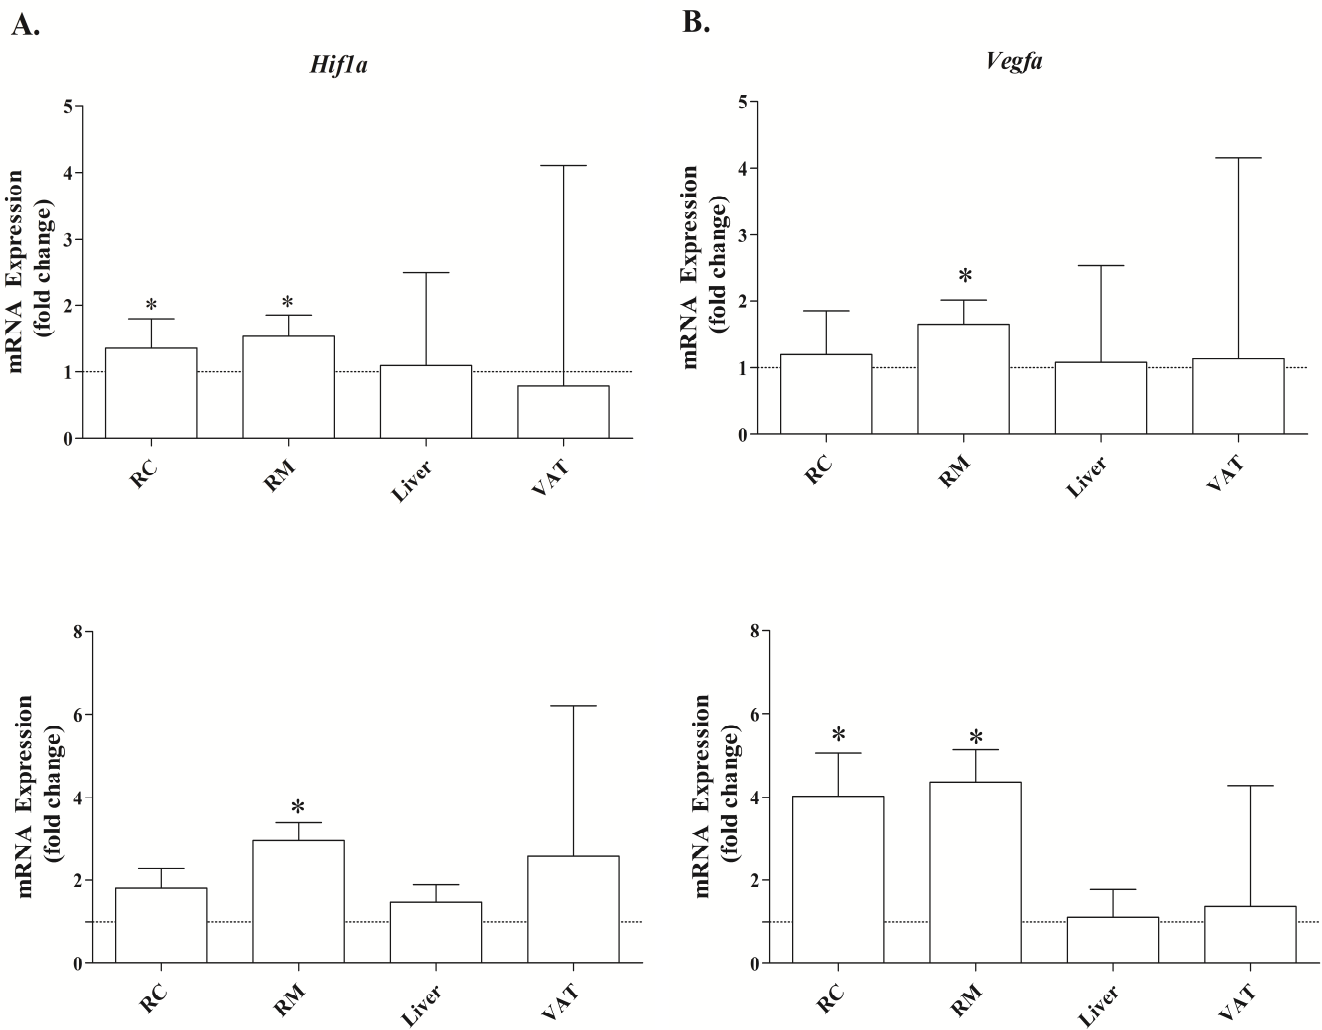 A.
Hif1a
5
4
3
2
1
0
mRNA Expression
(fold change)
*
*
RC
RM
Liver
VAT
B.
Vegfa
5
4
3
2
1
0
mRNA Expression
(fold change)
*
RC
RM
Liver
VAT
8
6
4
2
0
mRNA Expression
(fold change)
*
RC
RM
Liver
VAT
8
6
4
2
0
mRNA Expression
(fold change)
*
*
RC
RM
Liver
VAT